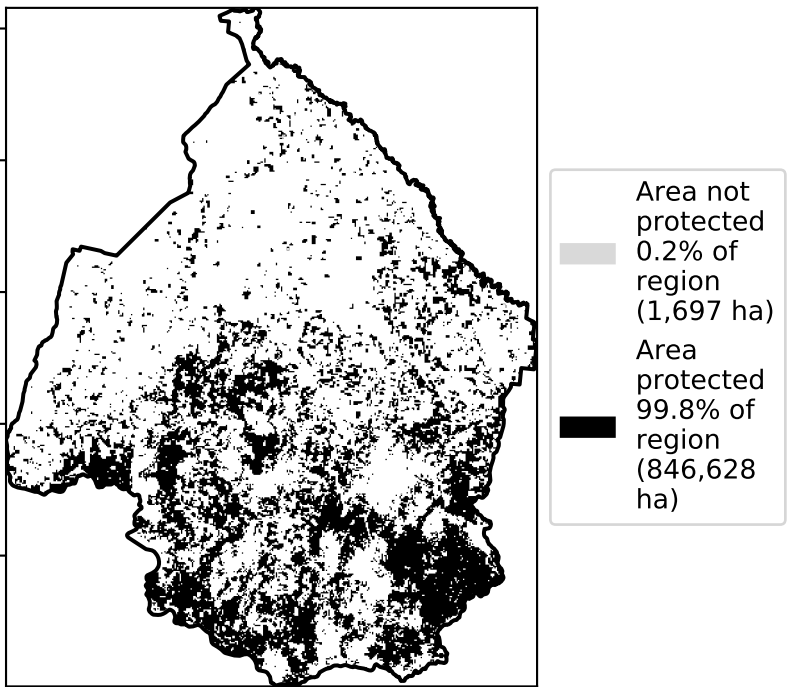 Area not
protected
0.2% of
region
(1,697 ha)
Area
protected
99.8% of
region
(846,628
ha)